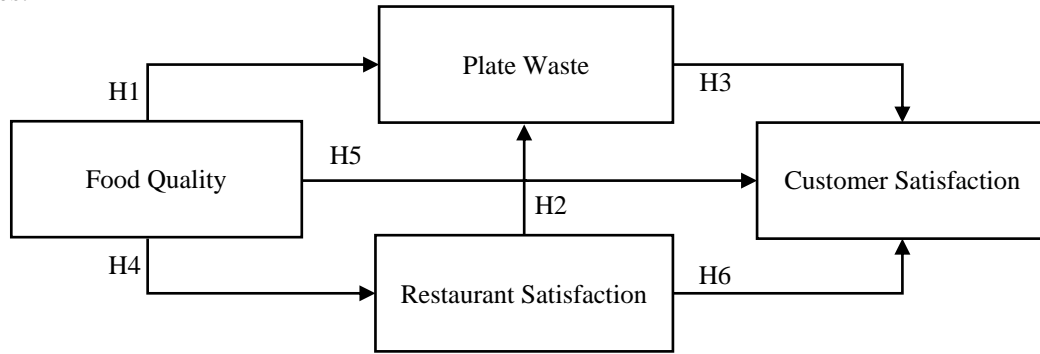 Plate Waste
H1
H3
H5
Food Quality
Customer Satisfaction
H2
H4
H6
Restaurant Satisfaction